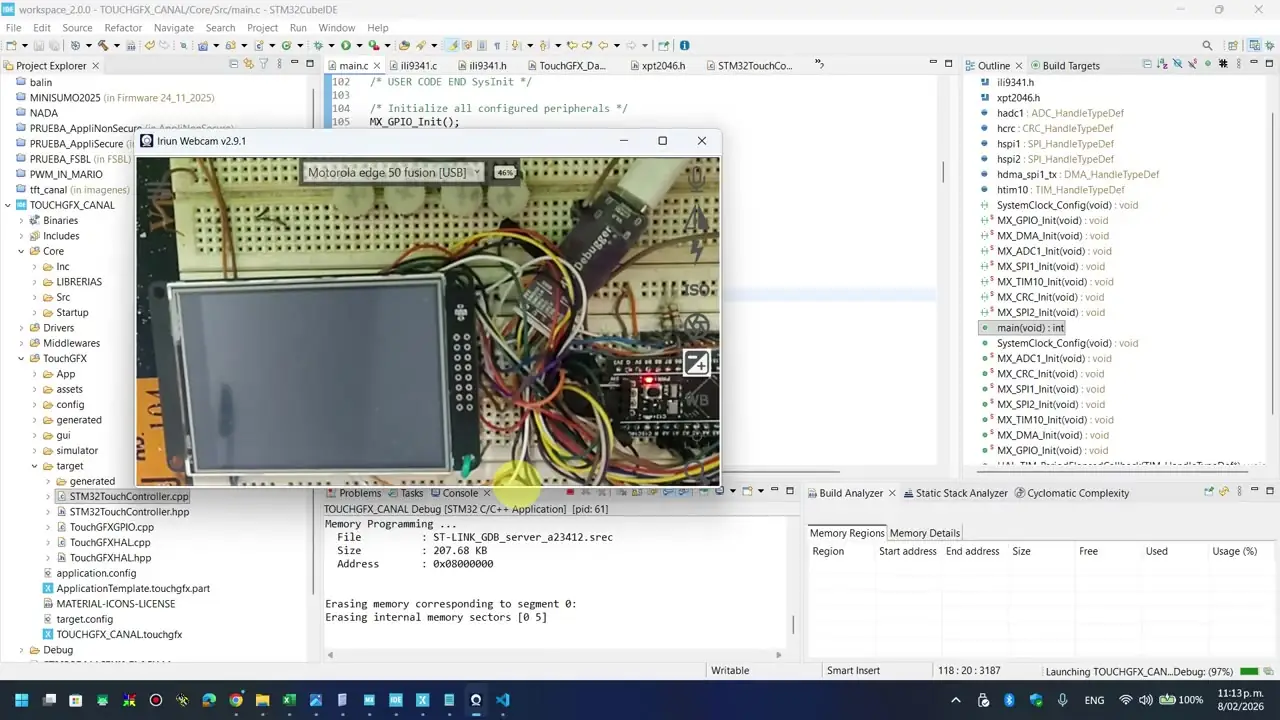 workspace_2.0.0 - TOUCHGFX_CANAL/Core/Src/main.c - STM32CubeIDE
File Edit Source Refactor Navigate Search Project Run Window Help
Project Explorer
balin
MINISUMO2025 (in Firmware 24_11_2025)
NADA
PRUEBA_AppliNonSecure (in
PRUEBA_AppliSecure (in F
PRUEBA_FSBL (in FSBL)
PWM_IN_MARIO
tft_canal (in imagenes)
TOUCHGFX_CANAL
Binaries
Includes
Core
Inc
LIBRERIAS
Src
Startup
Drivers
Middlewares
TouchGFX
App
assets
config
generated
gui
simulator
target
generated
STM32TouchController.cpp
STM32TouchController.hpp
TouchGFXGPIO.cpp
TouchGFXHAL.cpp
TouchGFXHAL.hpp
application.config
ApplicationTemplate.touchgfx.part
MATERIAL-ICONS-LICENSE
target.config
TOUCHGFX_CANAL.touchgfx
Debug
main.c ili9341.c ili9341.h TouchGFX_Da... xpt2046.h STM32TouchCo...
102 /* USER CODE END SysInit */
103
104 /* Initialize all configured peripherals */
105 MX_GPIO_Init();
Iriun Webcam v2.9.1
Motorola edge 50 fusion [USB] 46%
Debugger
ISO
WB
Problems Tasks Console
TOUCHGFX_CANAL Debug [STM32 C/C++ Application] [pid: 61]
Memory Programming ...
File : ST-LINK_GDB_server_a23412.srec
Size : 207.68 KB
Address : 0x08000000
Erasing memory corresponding to segment 0:
Erasing internal memory sectors [0 5]
Outline Build Targets
ili9341.h
xpt2046.h
hadc1 : ADC_HandleTypeDef
hcrc : CRC_HandleTypeDef
hspi1 : SPI_HandleTypeDef
hspi2 : SPI_HandleTypeDef
hdma_spi1_tx : DMA_HandleTypeDef
htim10 : TIM_HandleTypeDef
SystemClock_Config(void) : void
MX_GPIO_Init(void) : void
MX_DMA_Init(void) : void
MX_ADC1_Init(void) : void
MX_SPI1_Init(void) : void
MX_TIM10_Init(void) : void
MX_CRC_Init(void) : void
MX_SPI2_Init(void) : void
main(void) : int
SystemClock_Config(void) : void
MX_ADC1_Init(void) : void
MX_CRC_Init(void) : void
MX_SPI1_Init(void) : void
MX_SPI2_Init(void) : void
MX_TIM10_Init(void) : void
MX_DMA_Init(void) : void
MX_GPIO_Init(void) : void
Build Analyzer Static Stack Analyzer Cyclomatic Complexity
Memory Regions Memory Details
Region Start address End address Size Free Used Usage (%)
Writable Smart Insert 118 : 20 : 3187 Launching TOUCHGFX_CAN...Debug: (97%)
ENG 100% 11:13 p.m.
8/02/2026